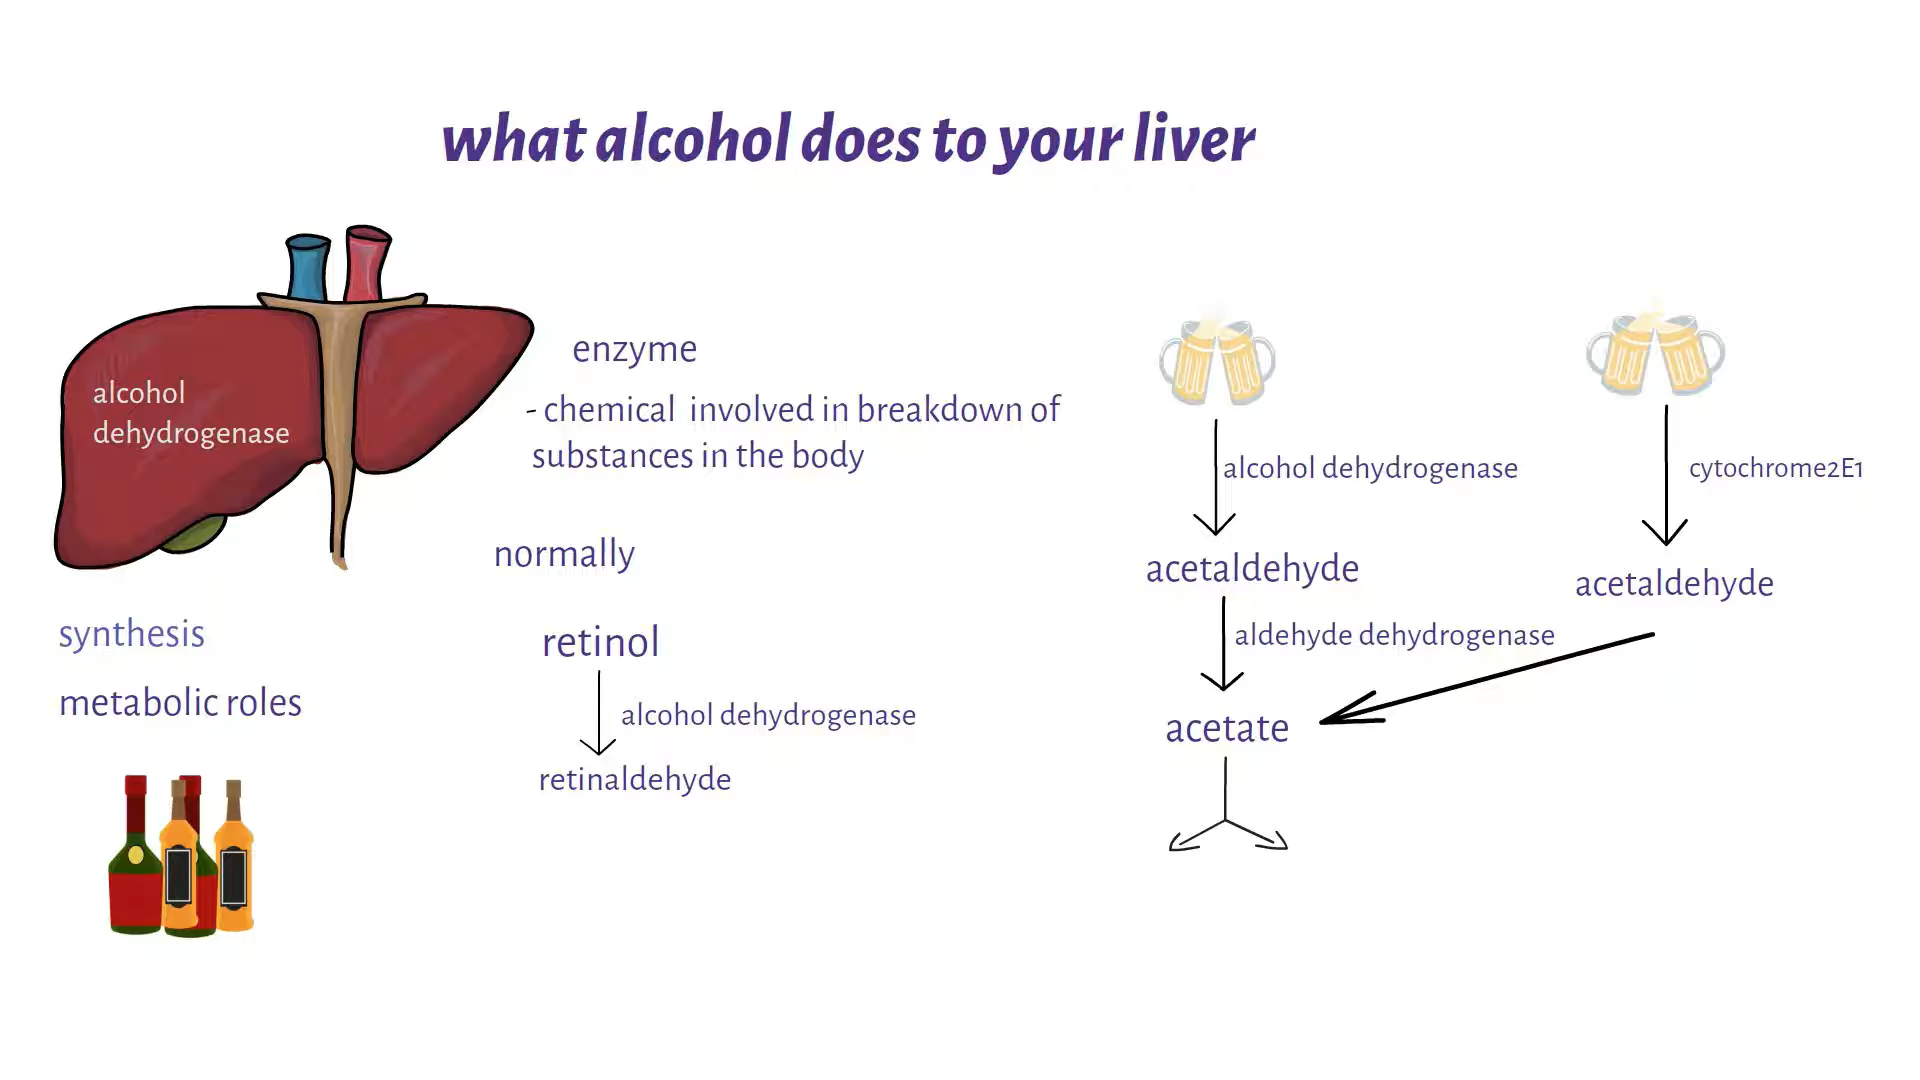 what alcohol does to your liver
alcohol
dehydrogenase
synthesis
metabolic roles
enzyme
- chemical involved in breakdown of
substances in the body
normally
retinol
alcohol dehydrogenase
retinaldehyde
alcohol dehydrogenase
acetaldehyde
aldehyde dehydrogenase
acetate
cytochrome2E1
acetaldehyde